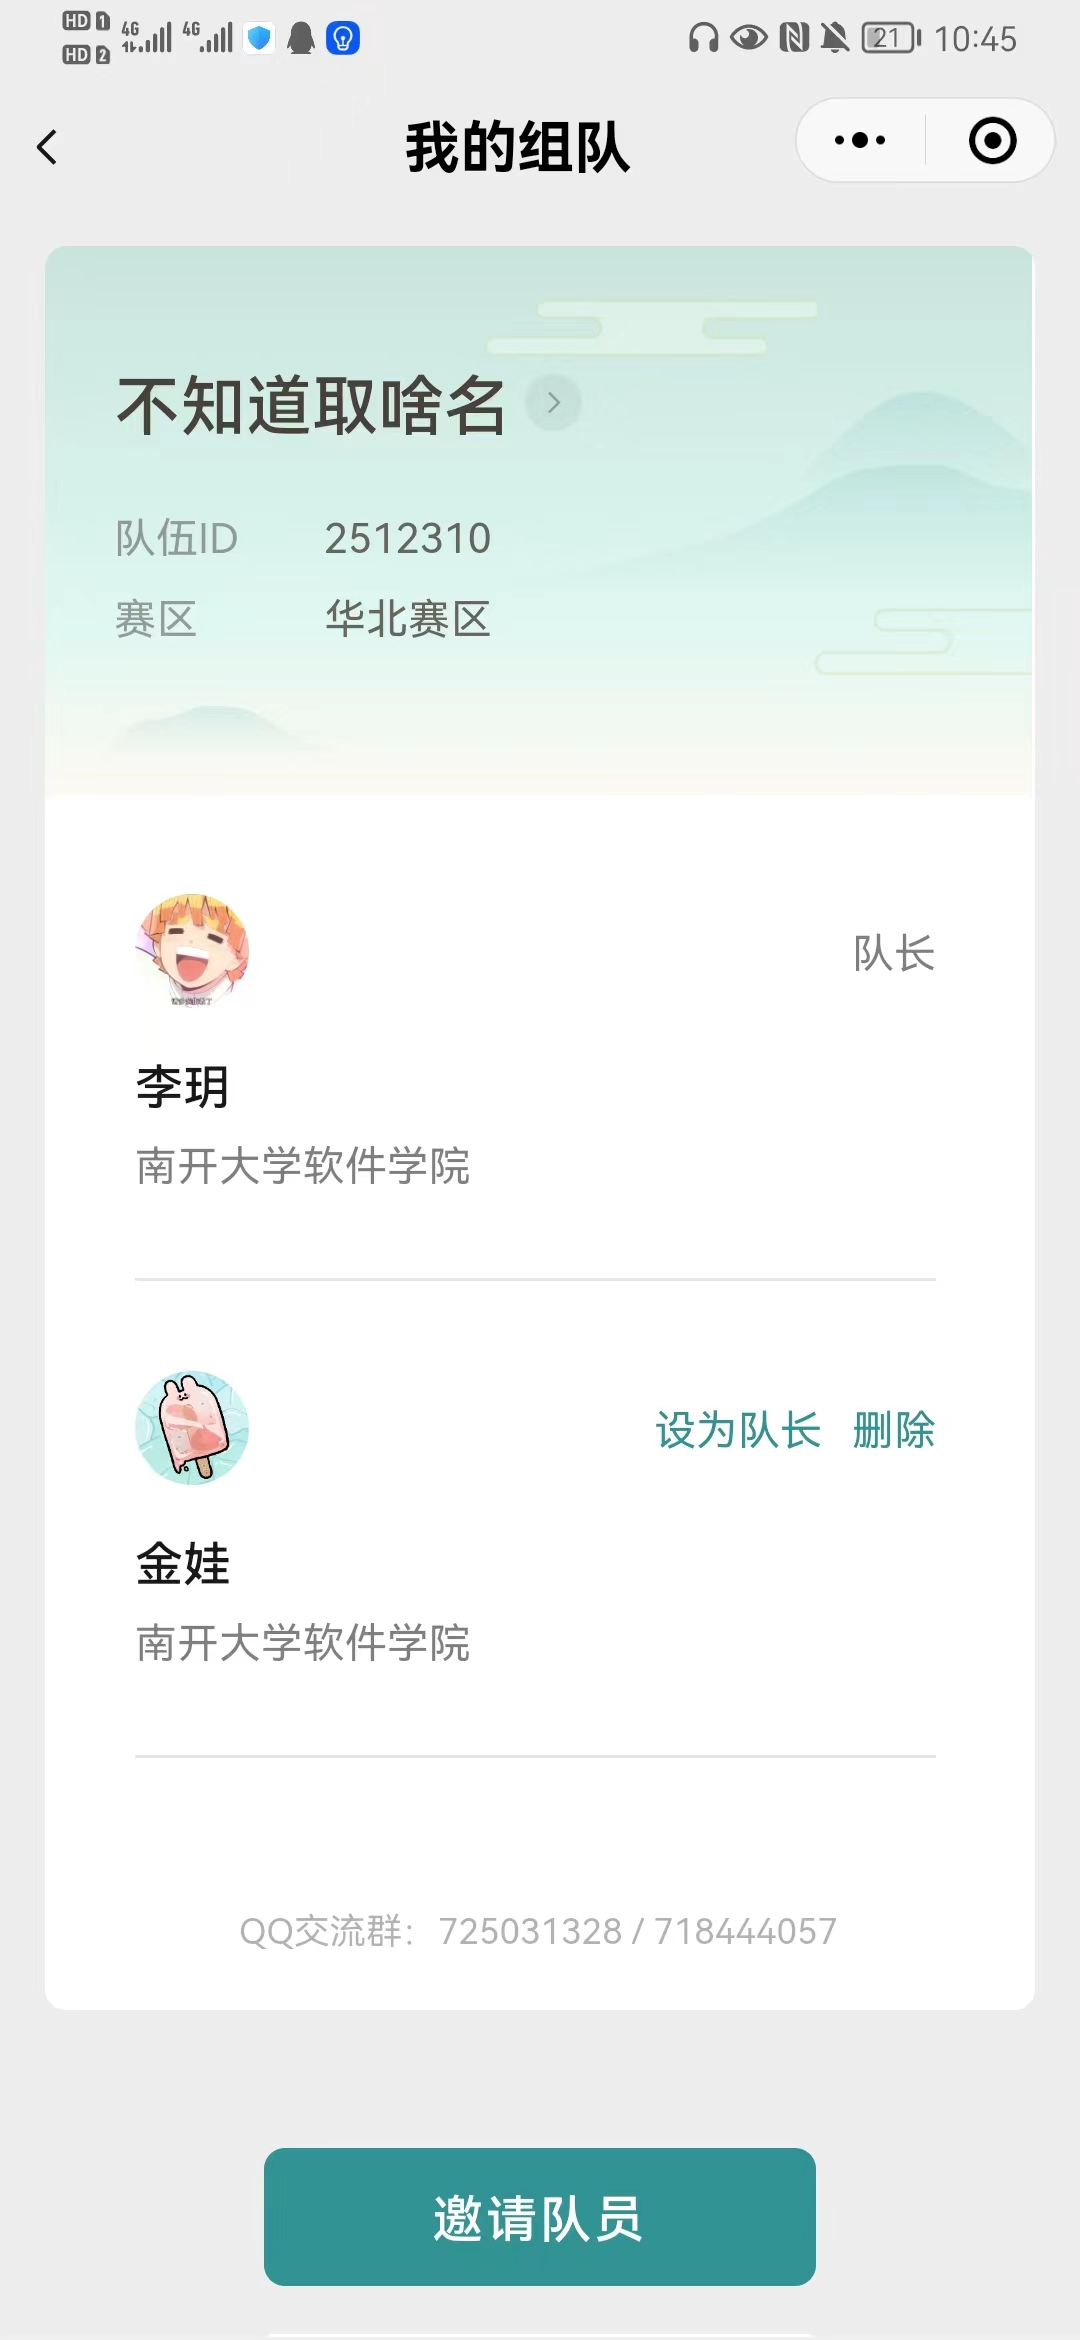 HD 1 4G 4G 21 10:45
HD 2
我的组队
不知道取啥名
队伍ID 2512310
赛区 华北赛区
队长
李玥
南开大学软件学院
设为队长 删除
金娃
南开大学软件学院
QQ交流群：725031328 / 718444057
邀请队员